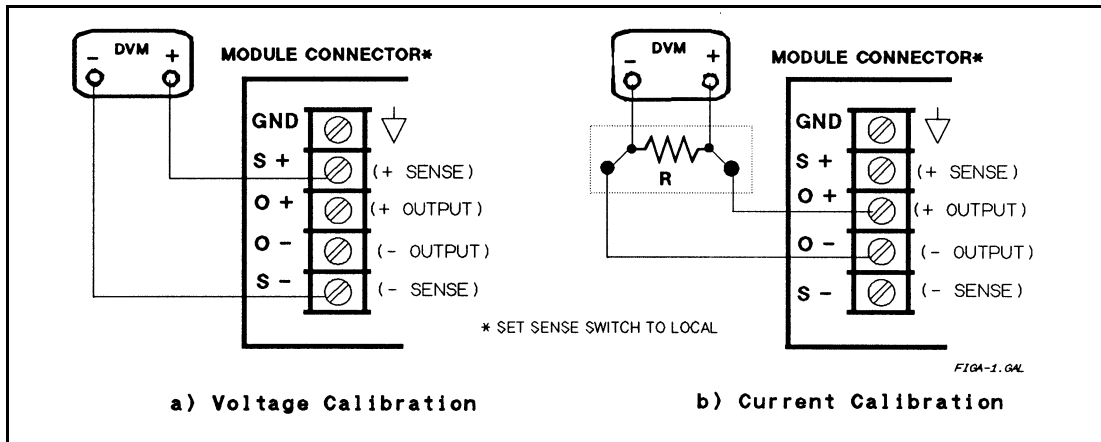 - DVM +
MODULE CONNECTOR*
GND
S +
(+ SENSE)
O +
(+ OUTPUT)
O -
(- OUTPUT)
S -
(- SENSE)
- DVM +
MODULE CONNECTOR*
R
GND
S +
(+ SENSE)
O +
(+ OUTPUT)
O -
(- OUTPUT)
S -
(- SENSE)
* SET SENSE SWITCH TO LOCAL
FIGA-1.GAL
a) Voltage Calibration
b) Current Calibration